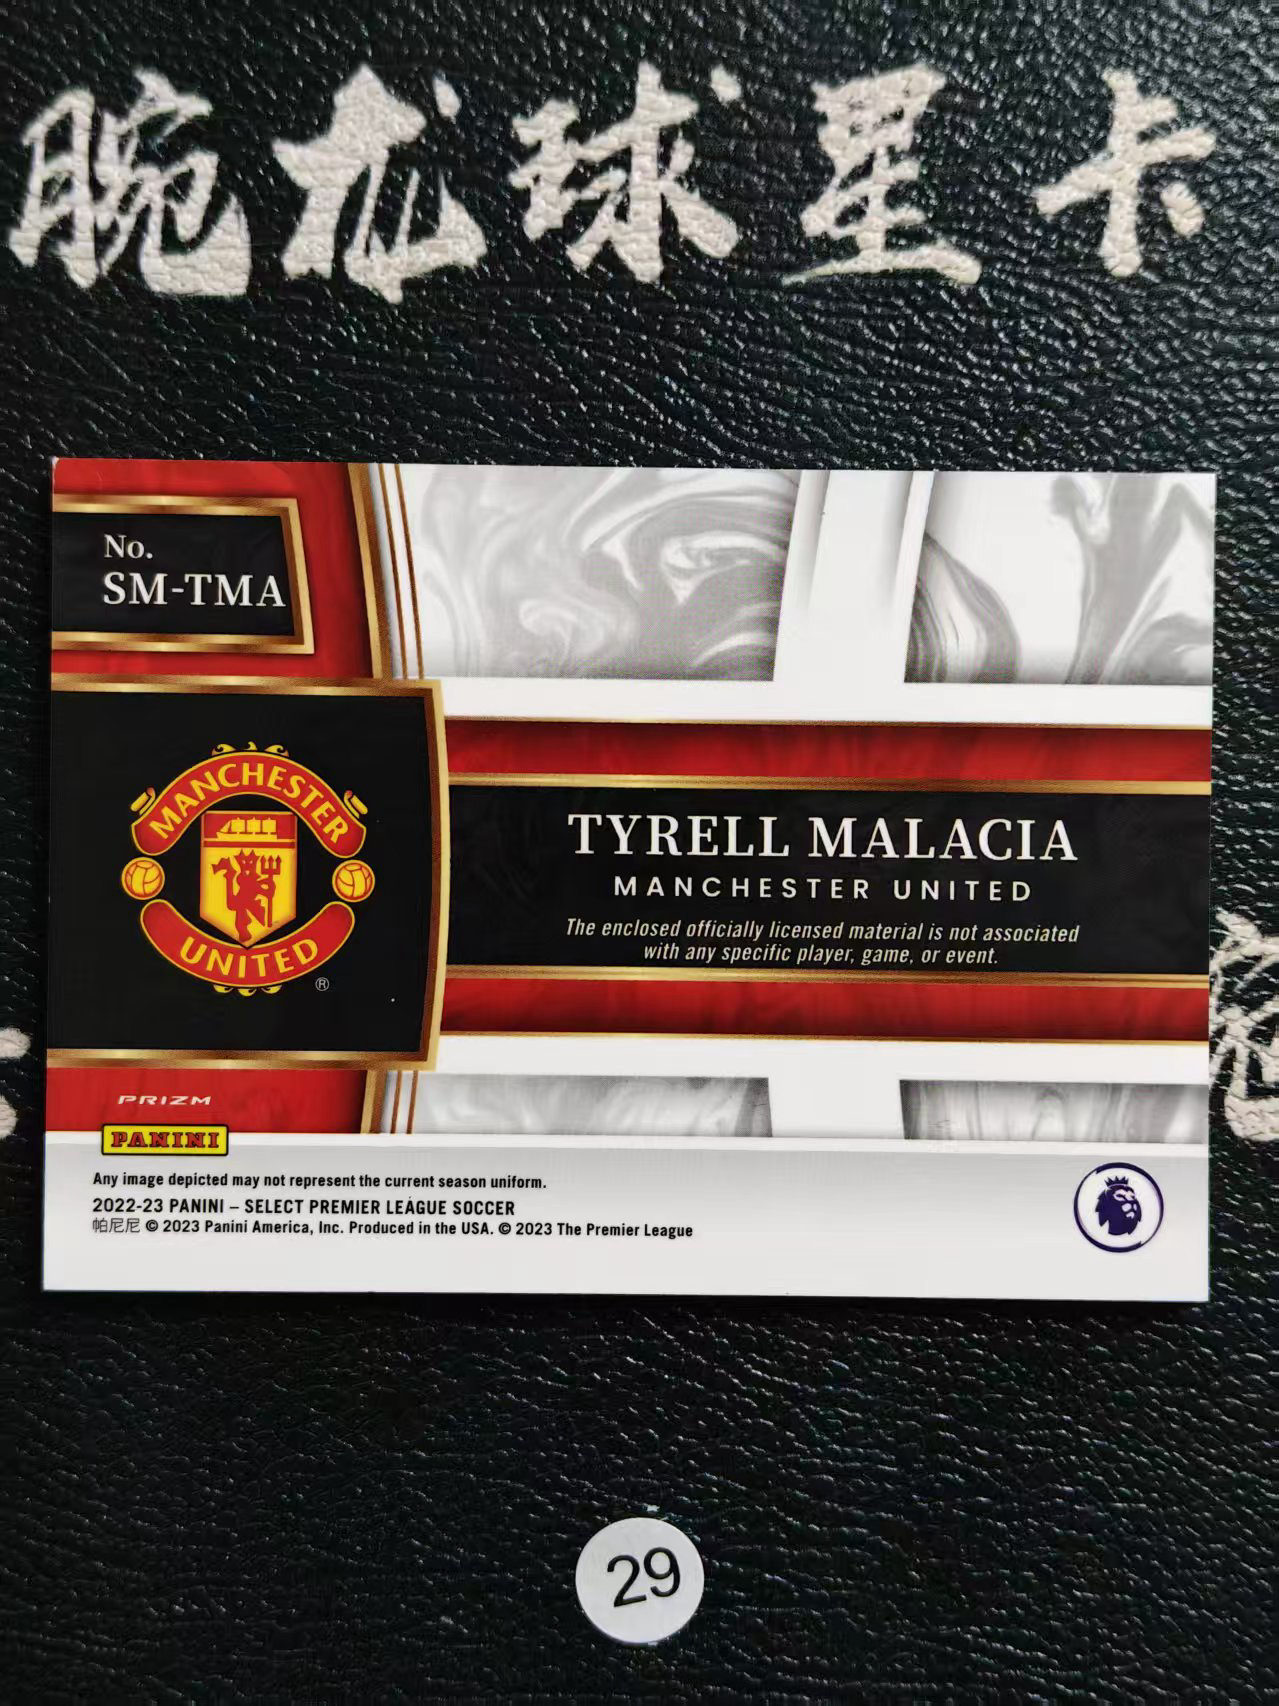 腕龙球星卡
No.
SM-TMA
MANCHESTER
UNITED
®
TYRELL MALACIA
MANCHESTER UNITED
The enclosed officially licensed material is not associated
with any specific player, game, or event.
PRIZM
PANINI
Any image depicted may not represent the current season uniform.
2022-23 PANINI – SELECT PREMIER LEAGUE SOCCER
帕尼尼 © 2023 Panini America, Inc. Produced in the USA. © 2023 The Premier League
29